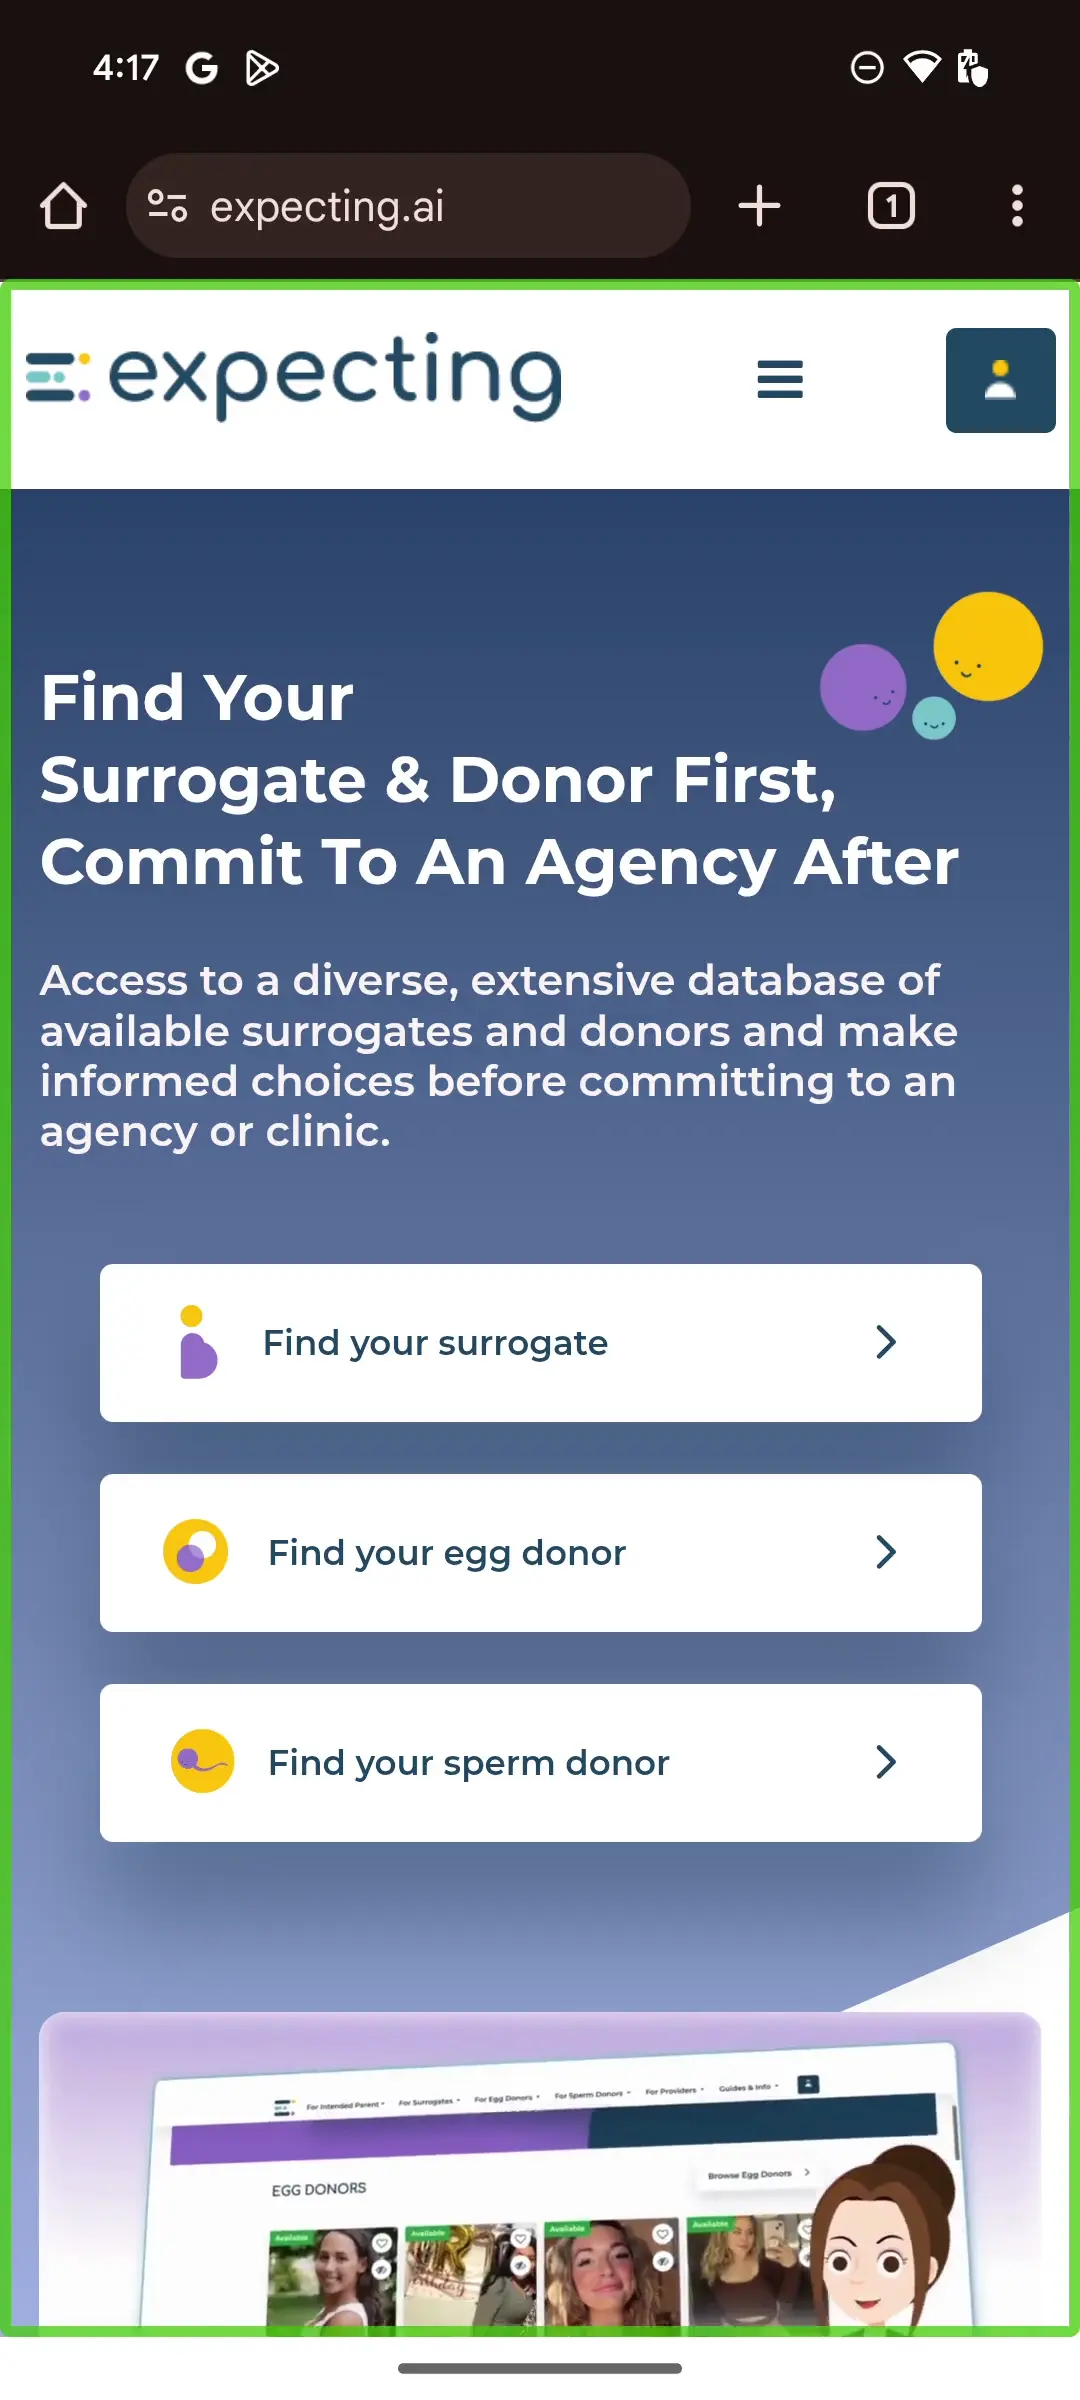 4:17
expecting.ai
1
expecting
Find Your
Surrogate & Donor First,
Commit To An Agency After
Access to a diverse, extensive database of
available surrogates and donors and make
informed choices before committing to an
agency or clinic.
Find your surrogate
Find your egg donor
Find your sperm donor
For Intended Parent
For Surrogates
For Egg Donors
For Sperm Donors
For Providers
Guides & Info
Browse Egg Donors
EGG DONORS
Available
Available
Available
Available